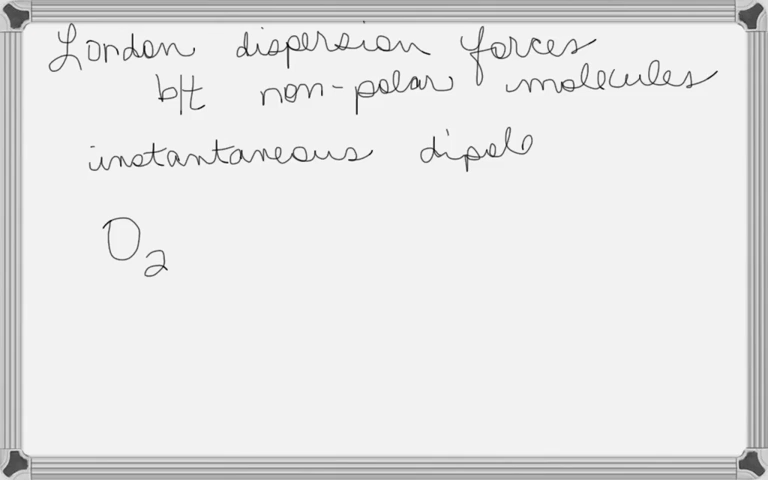 London dispersion forces
b/t non-polar molecules
instantaneous dipole
O2